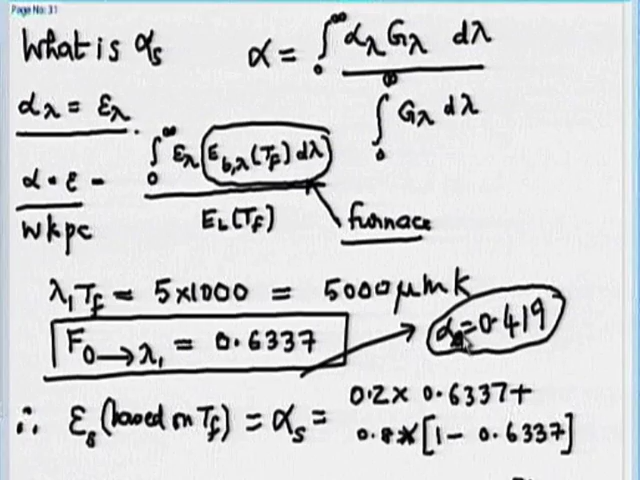 Page No: 31
What is αs
α = ∫₀^∞ αλ Gλ dλ / ∫₀^∞ Gλ dλ
αλ = ελ
α = ε = ∫₀^∞ ελ Eb,λ(Tf) dλ / Eb(Tf)
wkpc
furnace
λ₁Tf = 5×1000 = 5000 μmK
F₀→λ₁ = 0.6337
αs = 0.419
∴ εs (based on Tf) = αs = 0.2 × 0.6337 +
0.8 × [1 - 0.6337]